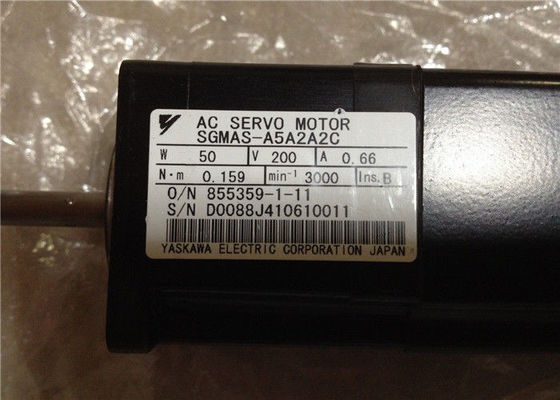 AC SERVO MOTOR
SGMAS-A5A2A2C
W 50 V 200 A 0.66
N·m 0.159 min⁻¹ 3000 Ins.B
O/N 855359-1-11
S/N D0088J410610011
YASKAWA ELECTRIC CORPORATION JAPAN